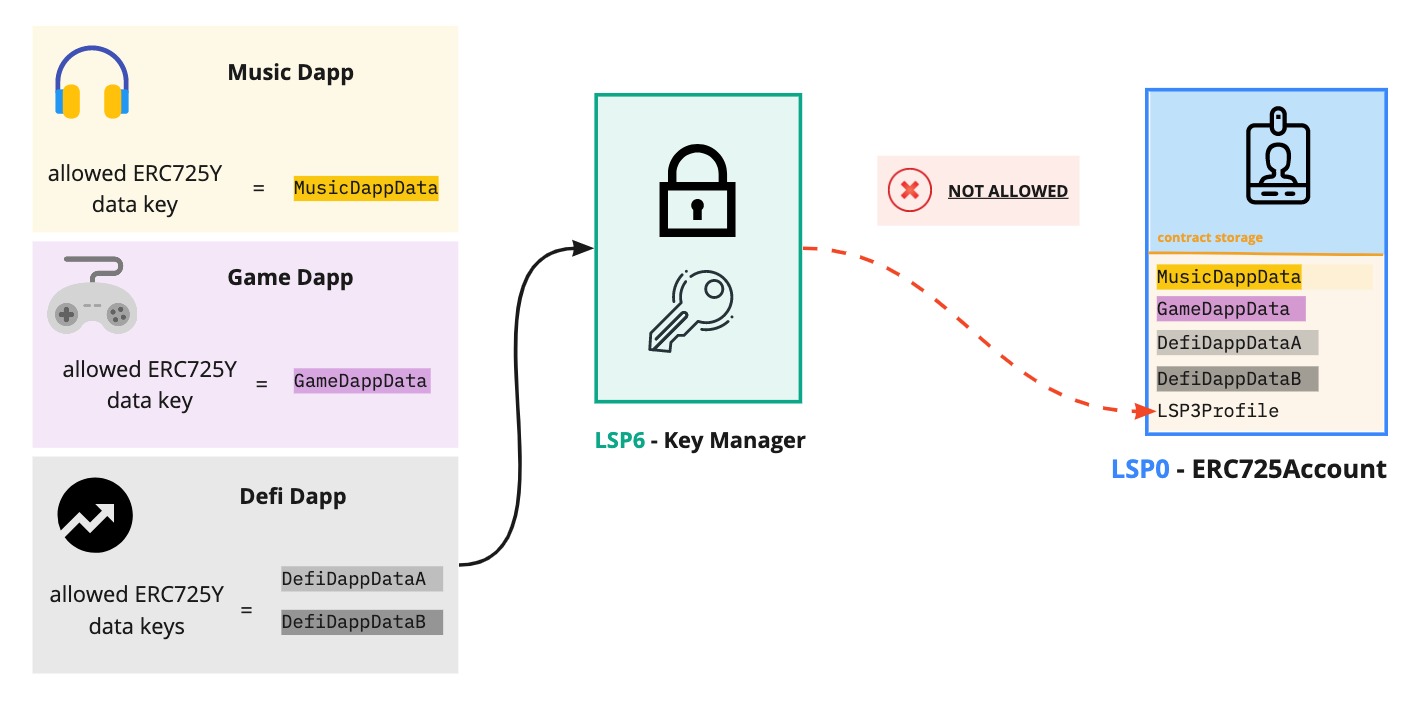 Music Dapp
allowed ERC725Y
data key
=
MusicDappData
Game Dapp
allowed ERC725Y
data key
=
GameDappData
Defi Dapp
allowed ERC725Y
data keys
=
DefiDappDataA
DefiDappDataB
LSP6 - Key Manager
NOT ALLOWED
contract storage
MusicDappData
GameDappData
DefiDappDataA
DefiDappDataB
LSP3Profile
LSP0 - ERC725Account